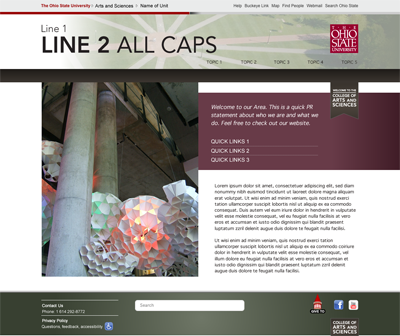 The Ohio State University › Arts and Sciences › Name of Unit
Help Buckeye Link Map Find People Webmail Search Ohio State
Line 1
LINE 2 ALL CAPS
THE
OHIO
STATE
UNIVERSITY
TOPIC 1 TOPIC 2 TOPIC 3 TOPIC 4 TOPIC 5
WELCOME TO THE
COLLEGE OF
ARTS AND
SCIENCES
Welcome to our Area. This is a quick PR
statement about who we are and what we
do. Feel free to check out our website.
QUICK LINKS 1
QUICK LINKS 2
QUICK LINKS 3
Lorem ipsum dolor sit amet, consectetuer adipiscing elit, sed diam
nonummy nibh euismod tincidunt ut laoreet dolore magna aliquam
erat volutpat. Ut wisi enim ad minim veniam, quis nostrud exerci
tation ullamcorper suscipit lobortis nisl ut aliquip ex ea commodo
consequat. Duis autem vel eum iriure dolor in hendrerit in vulputate
velit esse molestie consequat, vel eu feugiat nulla facilisis at vero
eros et accumsan et iusto odio dignissim qui blandit praesent
luptatum zzril delenit augue duis dolore te feugait nulla facilisi.
Ut wisi enim ad minim veniam, quis nostrud exerci tation
ullamcorper suscipit lobortis nisl ut aliquip ex ea commodo
consequat. Duis autem vel eum iriure dolor in hendrerit in vulputate
velit esse molestie consequat, vel eu feugiat nulla facilisis
at vero eros et accumsan et iusto odio dignissim qui blandit
praesent luptatum zzril delenit augue duis dolore te feugait
nulla facilisi.
Contact Us
Phone: 1 614 292-8772
Privacy Policy
Questions, feedback, accessibility
Search
GIVE TO
COLLEGE OF
ARTS AND
SCIENCES